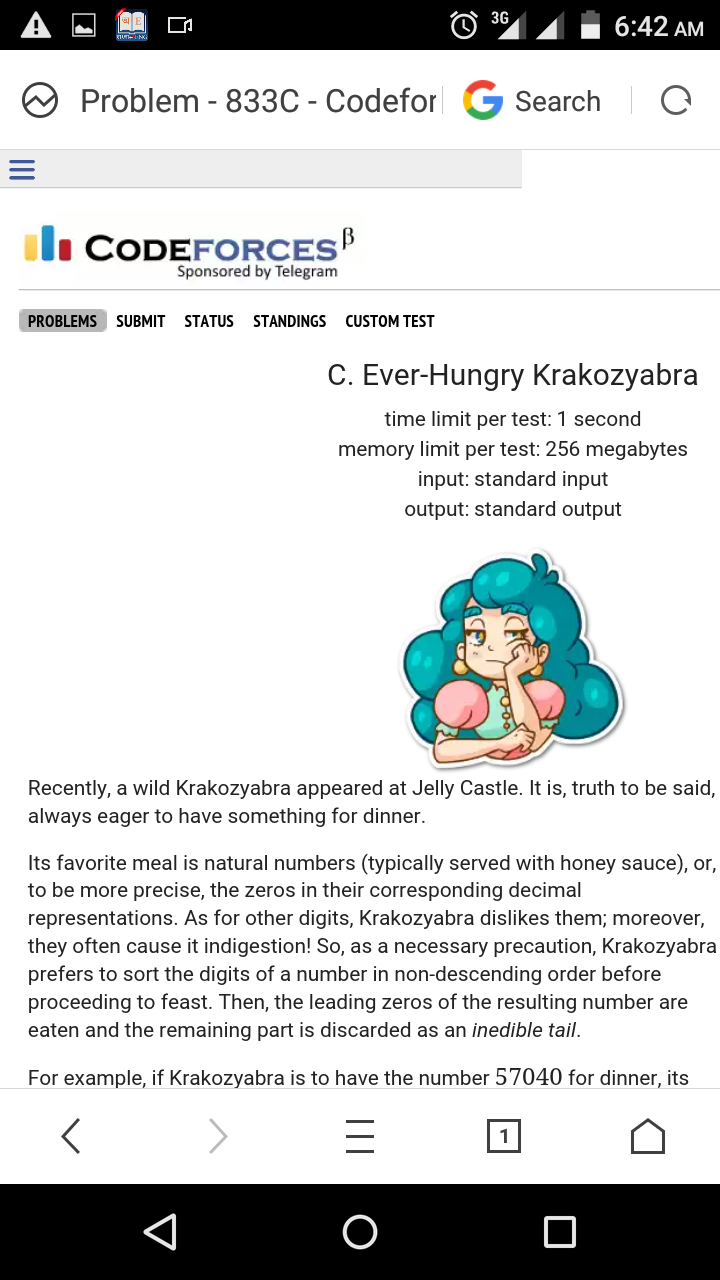 3G 6:42 AM
Problem - 833C - Codefor Search
CODEFORCES β
Sponsored by Telegram
PROBLEMS SUBMIT STATUS STANDINGS CUSTOM TEST
C. Ever-Hungry Krakozyabra
time limit per test: 1 second
memory limit per test: 256 megabytes
input: standard input
output: standard output
Recently, a wild Krakozyabra appeared at Jelly Castle. It is, truth to be said,
always eager to have something for dinner.
Its favorite meal is natural numbers (typically served with honey sauce), or,
to be more precise, the zeros in their corresponding decimal
representations. As for other digits, Krakozyabra dislikes them; moreover,
they often cause it indigestion! So, as a necessary precaution, Krakozyabra
prefers to sort the digits of a number in non-descending order before
proceeding to feast. Then, the leading zeros of the resulting number are
eaten and the remaining part is discarded as an inedible tail.
For example, if Krakozyabra is to have the number 57040 for dinner, its
1